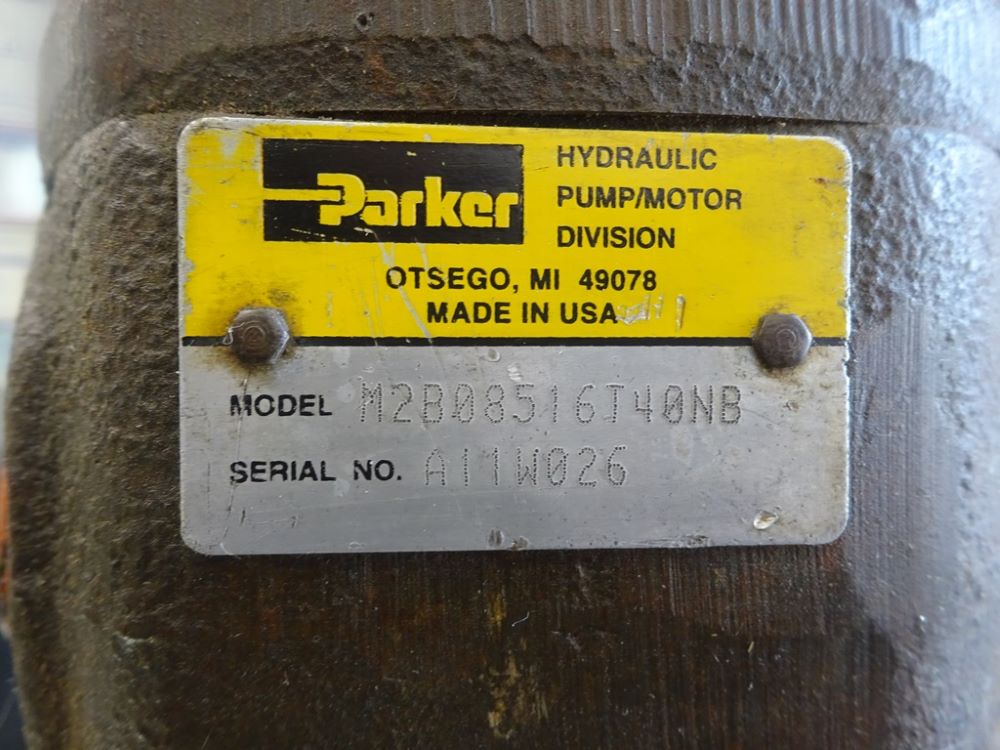 Parker
HYDRAULIC
PUMP/MOTOR
DIVISION
OTSEGO, MI 49078
MADE IN USA
MODEL M2B08516T40NB
SERIAL NO. A11W026